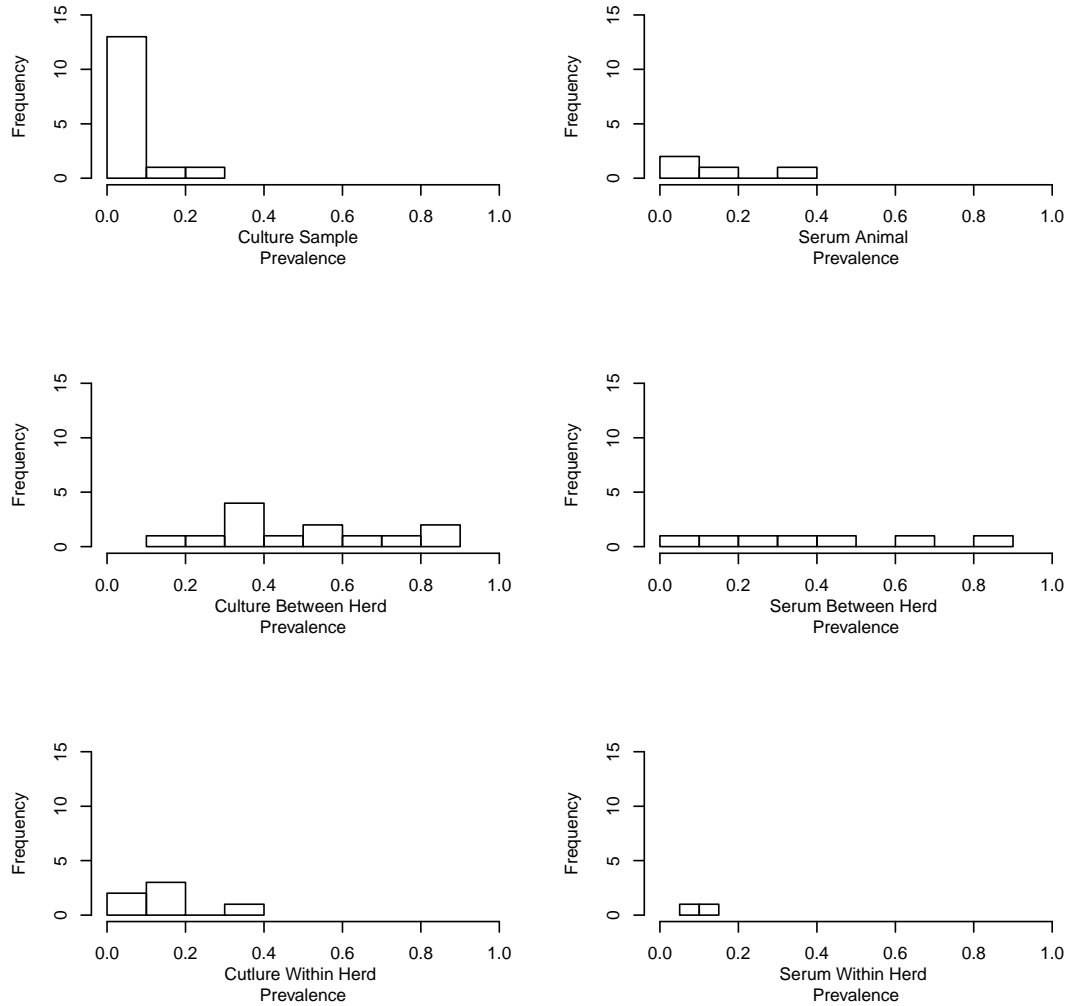 Frequency
15
10
5
0
0.0 0.2 0.4 0.6 0.8 1.0
Culture Sample
Prevalence
Frequency
15
10
5
0
0.0 0.2 0.4 0.6 0.8 1.0
Serum Animal
Prevalence
Frequency
15
10
5
0
0.0 0.2 0.4 0.6 0.8 1.0
Culture Between Herd
Prevalence
Frequency
15
10
5
0
0.0 0.2 0.4 0.6 0.8 1.0
Serum Between Herd
Prevalence
Frequency
15
10
5
0
0.0 0.2 0.4 0.6 0.8 1.0
Cutlure Within Herd
Prevalence
Frequency
15
10
5
0
0.0 0.2 0.4 0.6 0.8 1.0
Serum Within Herd
Prevalence